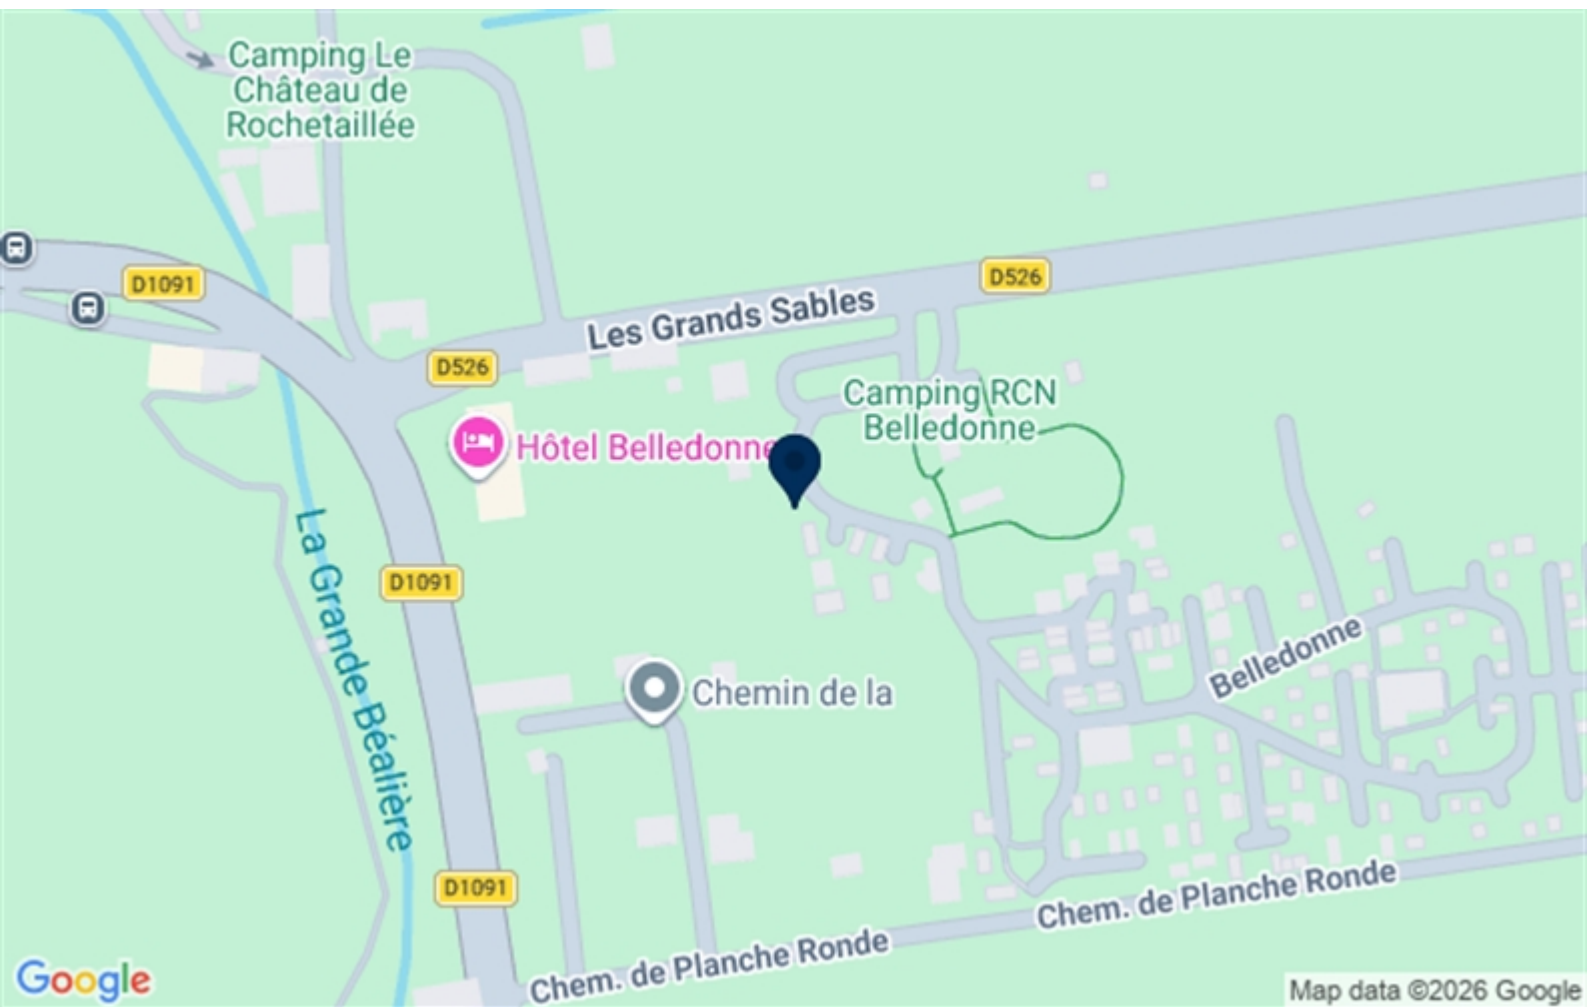 Camping Le
Château de
Rochetaillée
D1091
D526
Les Grands Sables
D526
Camping RCN
Belledonne
Hôtel Belledonne
D1091
La Grande Béalière
Belledonne
Chemin de la
D1091
Chem. de Planche Ronde
Chem. de Planche Ronde
Google
Map data ©2026 Google